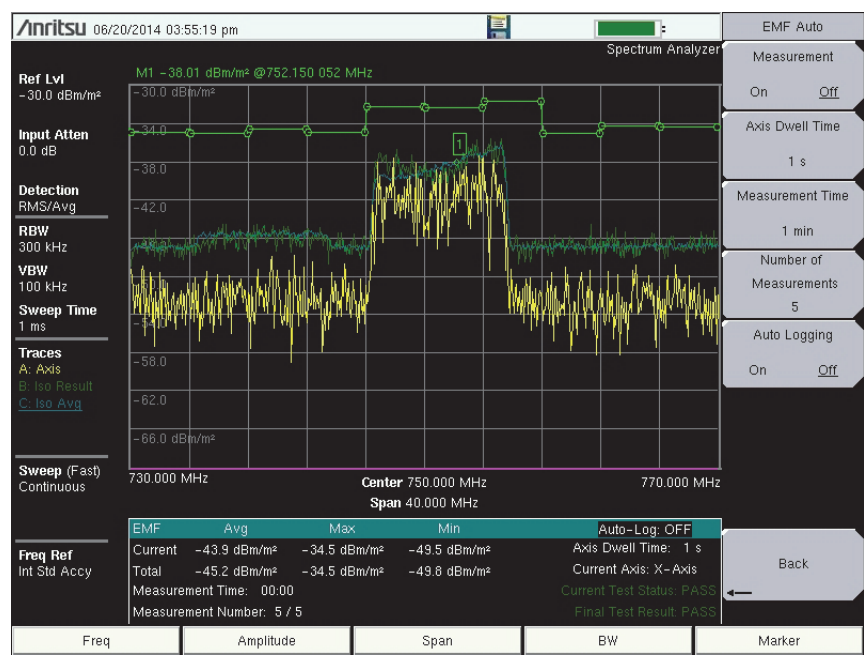 Anritsu 06/20/2014 03:55:19 pm
Spectrum Analyzer
M1 -38.01 dBm/m² @752.150 052 MHz
Ref Lvl
-30.0 dBm/m²
Input Atten
0.0 dB
Detection
RMS/Avg
RBW
300 kHz
VBW
100 kHz
Sweep Time
1 ms
Traces
A: Axis
B: Iso Result
C: Iso Avg
Sweep (Fast)
Continuous
Freq Ref
Int Std Accy
-30.0 dBm/m²
-34.0
-38.0
-42.0
-54.0
-58.0
-62.0
-66.0 dBm/m²
1
730.000 MHz
Center 750.000 MHz
770.000 MHz
Span 40.000 MHz
EMF Avg Max Min Auto-Log: OFF
Current -43.9 dBm/m² -34.5 dBm/m² -49.5 dBm/m² Axis Dwell Time: 1 s
Total -45.2 dBm/m² -34.5 dBm/m² -49.8 dBm/m² Current Axis: X-Axis
Measurement Time: 00:00 Current Test Status: PASS
Measurement Number: 5 / 5 Final Test Result: PASS
EMF Auto
Measurement
On Off
Axis Dwell Time
1 s
Measurement Time
1 min
Number of
Measurements
5
Auto Logging
On Off
Back
Freq Amplitude Span BW Marker